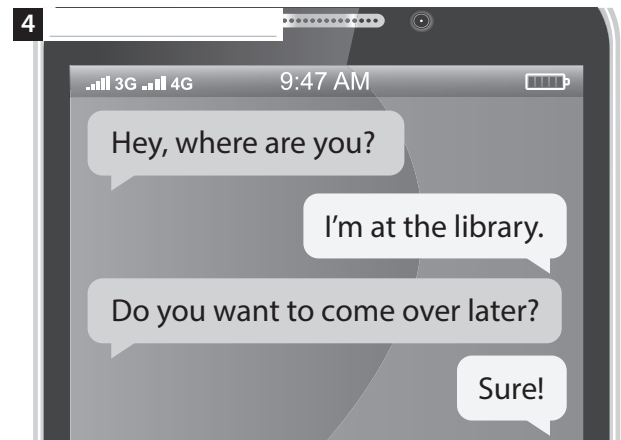 4
3G 4G 9:47 AM
Hey, where are you?
I'm at the library.
Do you want to come over later?
Sure!